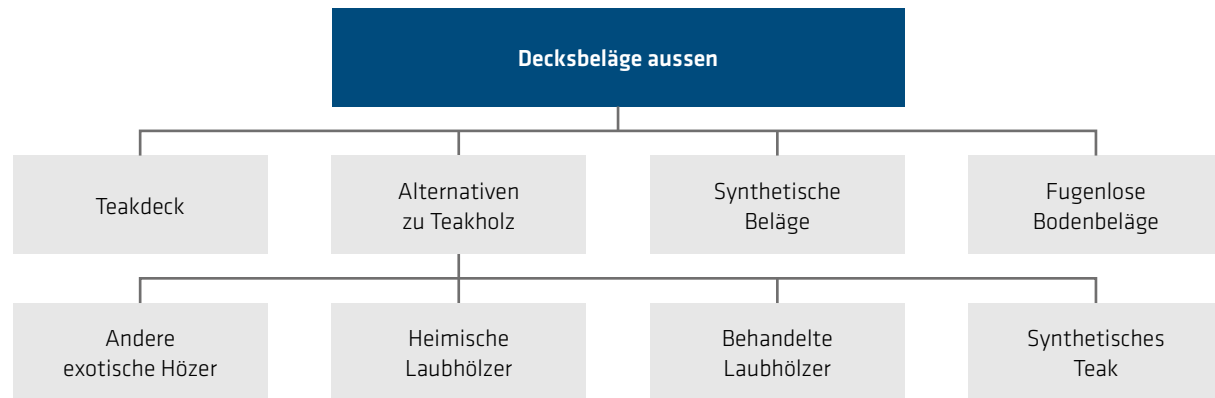 Decksbeläge aussen
Teakdeck
Alternativen
zu Teakholz
Synthetische
Beläge
Fugenlose
Bodenbeläge
Andere
exotische Hözer
Heimische
Laubhölzer
Behandelte
Laubhölzer
Synthetisches
Teak